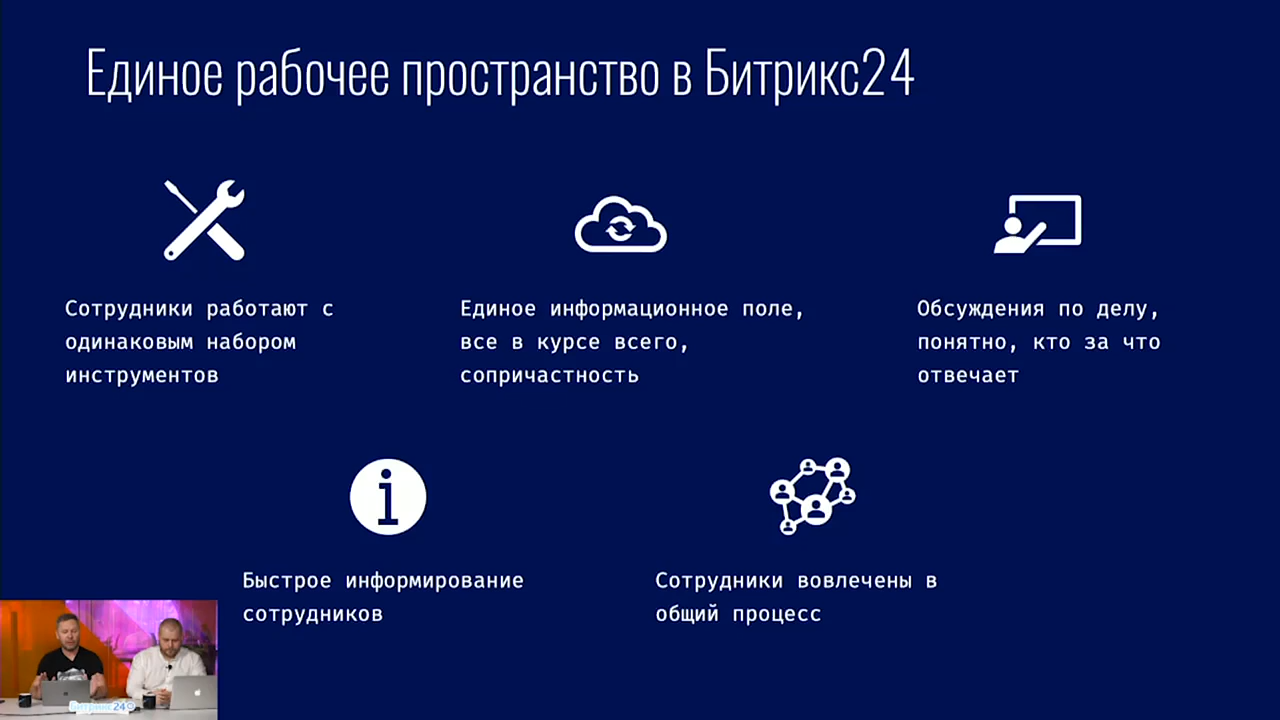 Единое рабочее пространство в Битрикс24
Сотрудники работают с
одинаковым набором
инструментов
Единое информационное поле,
все в курсе всего,
сопричастность
Обсуждения по делу,
понятно, кто за что
отвечает
i
Быстрое информирование
сотрудников
Сотрудники вовлечены в
общий процесс
Битрикс24